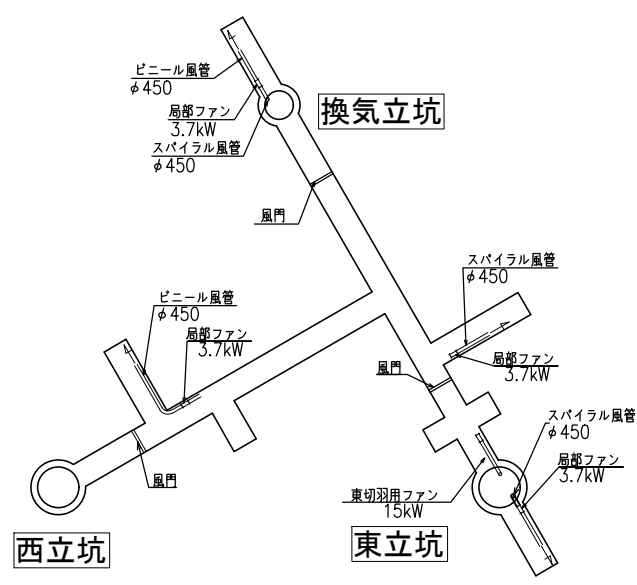 ビニール風管
φ450
局部ファン
3.7kW
スパイラル風管
φ450
換気立坑
風門
スパイラル風管
φ450
ビニール風管
φ450
局部ファン
3.7kW
局部ファン
3.7kW
風門
スパイラル風管
φ450
局部ファン
3.7kW
風門
東切羽用ファン
15kW
西立坑
東立坑